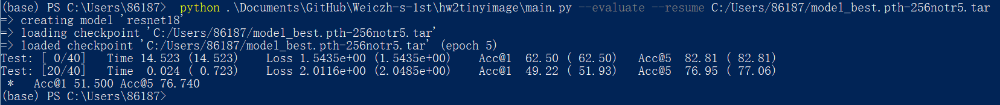 (base) PS C:\Users\86187>  python .\Documents\GitHub\Weiczh-s-1st\hw2tinyimage\main.py --evaluate --resume C:/Users/86187/model_best.pth-256notr5.tar
=> creating model 'resnet18'
=> loading checkpoint 'C:/Users/86187/model_best.pth-256notr5.tar'
=> loaded checkpoint 'C:/Users/86187/model_best.pth-256notr5.tar' (epoch 5)
Test: [ 0/40]   Time 14.523 (14.523)    Loss 1.5435e+00 (1.5435e+00)    Acc@1  62.50 ( 62.50)   Acc@5  82.81 ( 82.81)
Test: [20/40]   Time  0.024 ( 0.723)    Loss 2.0116e+00 (2.0485e+00)    Acc@1  49.22 ( 51.93)   Acc@5  76.95 ( 77.06)
 *   Acc@1 51.500 Acc@5 76.740
(base) PS C:\Users\86187>